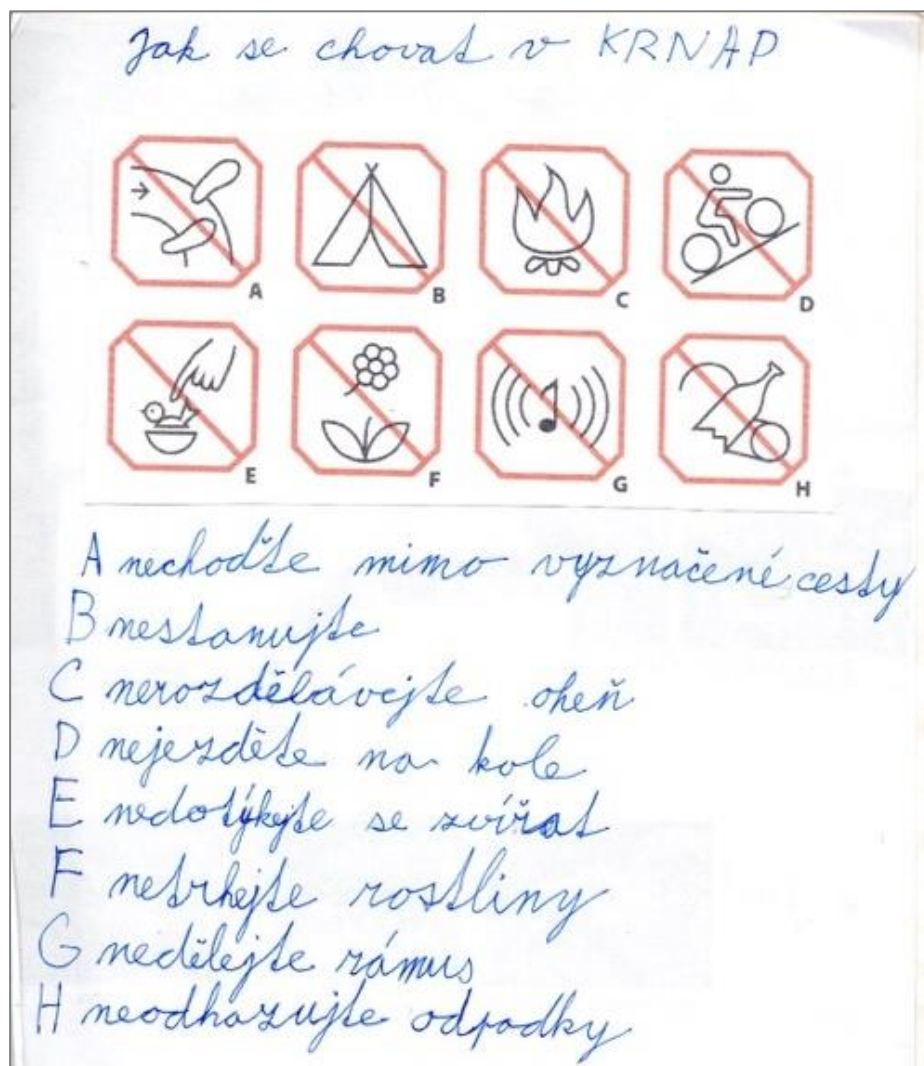 Jak se chovat v KRNAP
A B C D
E F G H
A nechoďte mimo vyznačené cesty
B nestanujte
C nerozdělávejte oheň
D nejezděte na kole
E nedotýkejte se zvířat
F netrhejte rostliny
G nedělejte rámus
H neodhazujte odpadky